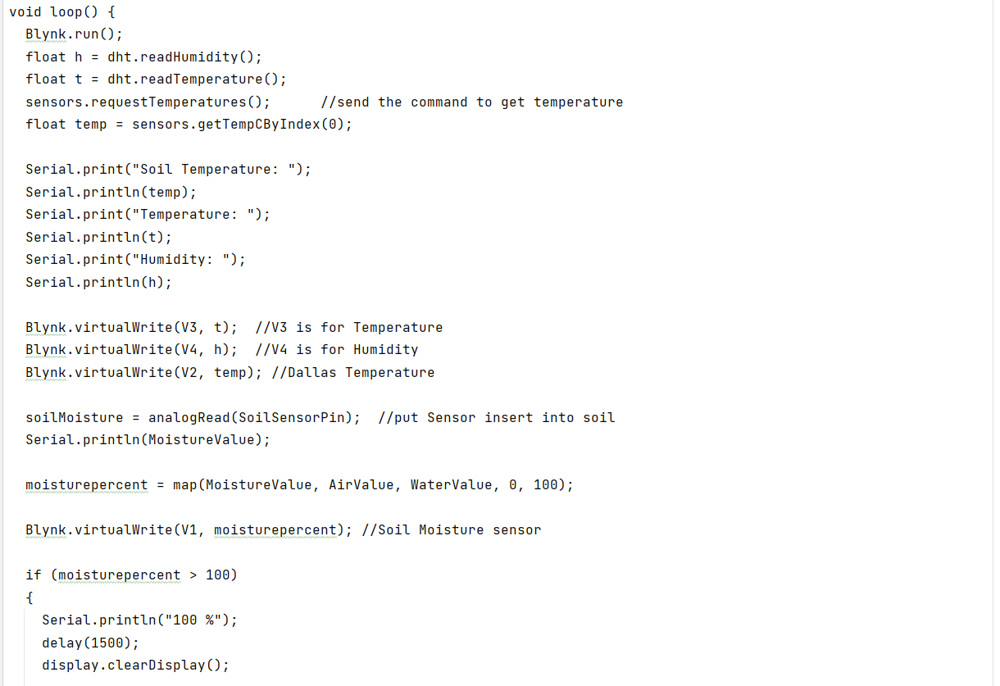 void loop() {
  Blynk.run();
  float h = dht.readHumidity();
  float t = dht.readTemperature();
  sensors.requestTemperatures();      //send the command to get temperature
  float temp = sensors.getTempCByIndex(0);

  Serial.print("Soil Temperature: ");
  Serial.println(temp);
  Serial.print("Temperature: ");
  Serial.println(t);
  Serial.print("Humidity: ");
  Serial.println(h);

  Blynk.virtualWrite(V3, t);  //V3 is for Temperature
  Blynk.virtualWrite(V4, h);  //V4 is for Humidity
  Blynk.virtualWrite(V2, temp); //Dallas Temperature

  soilMoisture = analogRead(SoilSensorPin);  //put Sensor insert into soil
  Serial.println(MoistureValue);

  moisturepercent = map(MoistureValue, AirValue, WaterValue, 0, 100);

  Blynk.virtualWrite(V1, moisturepercent); //Soil Moisture sensor

  if (moisturepercent > 100)
  {
    Serial.println("100 %");
    delay(1500);
    display.clearDisplay();